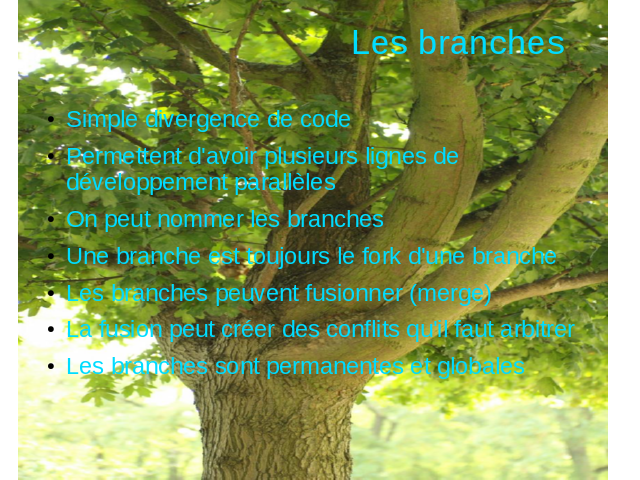 Les branches
• Simple divergence de code
• Permettent d'avoir plusieurs lignes de
développement parallèles
• On peut nommer les branches
• Une branche est toujours le fork d'une branche
• Les branches peuvent fusionner (merge)
• La fusion peut créer des conflits qu'il faut arbitrer
• Les branches sont permanentes et globales